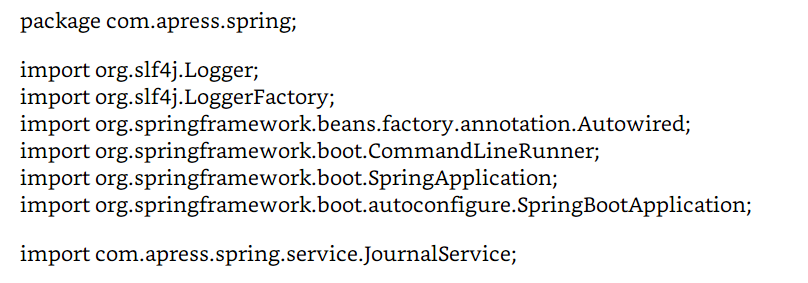 package com.apress.spring;
import org.slf4j.Logger;
import org.slf4j.LoggerFactory;
import org.springframework.beans.factory.annotation.Autowired;
import org.springframework.boot.CommandLineRunner;
import org.springframework.boot.SpringApplication;
import org.springframework.boot.autoconfigure.SpringBootApplication;
import com.apress.spring.service.JournalService;